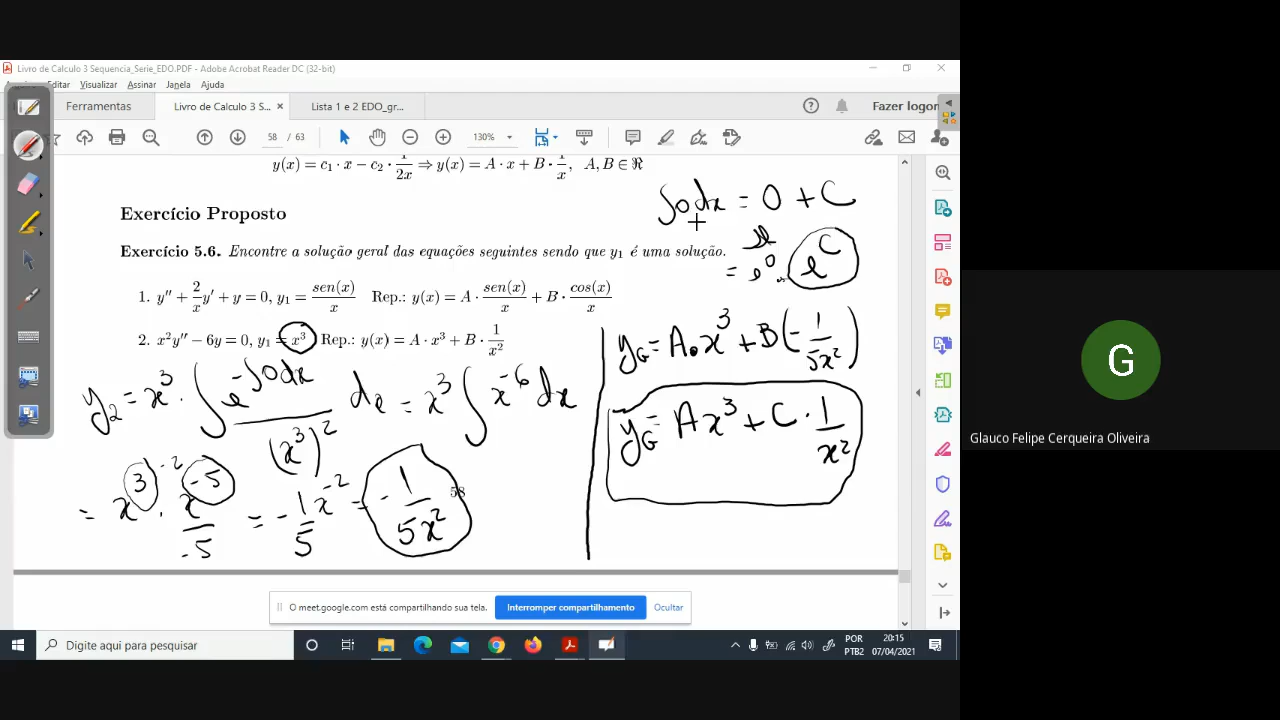 Livro de Calculo 3 Sequencia_Serie_EDO.PDF - Adobe Acrobat Reader DC (32-bit)
Editar Visualizar Assinar Janela Ajuda
Ferramentas Livro de Calculo 3 S... × Lista 1 e 2 EDO_gr... Fazer logon
58 / 63 130%
y(x) = c₁ · x − c₂ · 1/2x ⇒ y(x) = A · x + B · 1/x, A, B ∈ ℜ
∫0dx = 0 + C
Exercício Proposto
Exercício 5.6. Encontre a solução geral das equações seguintes sendo que y₁ é uma solução.
= e⁰ . e^C
1. y′′ + 2/x y′ + y = 0, y₁ = sen(x)/x Rep.: y(x) = A · sen(x)/x + B · cos(x)/x
2. x²y′′ − 6y = 0, y₁ = x³ Rep.: y(x) = A · x³ + B · 1/x²
y_G = A.x³ + B(-1/5x²)
y₂ = x³ . ∫ e^(-∫0dx)/(x³)² dx = x³ ∫ x⁻⁶ dx
y_G = Ax³ + C · 1/x²
= x³ . x⁻⁵/-5 = -1/5 x⁻² = -1/5x²
-2
58
G
Glauco Felipe Cerqueira Oliveira
O meet.google.com está compartilhando sua tela. Interromper compartilhamento Ocultar
Digite aqui para pesquisar
POR
PTB2
20:15
07/04/2021